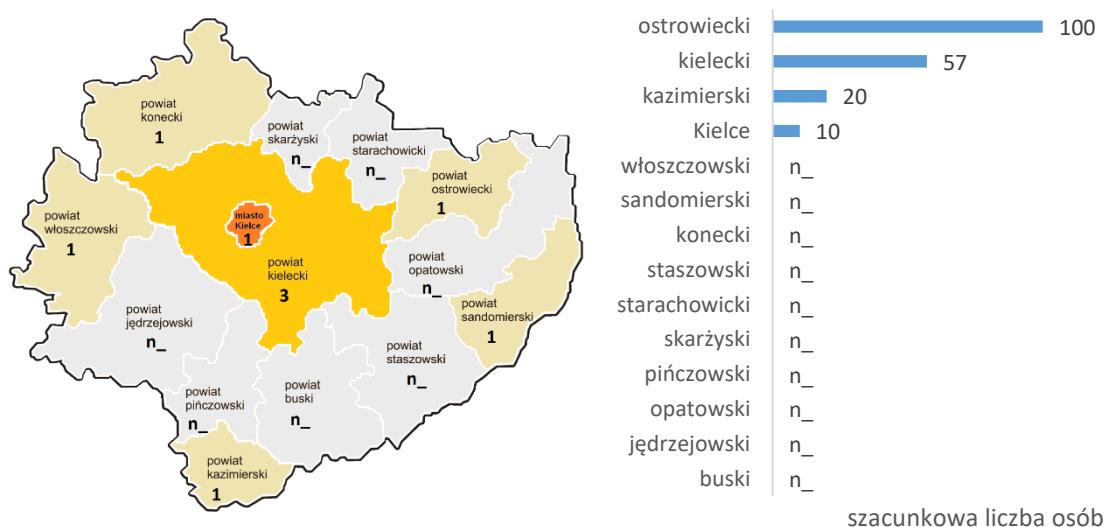 powiat
konecki
1
powiat
skarżyski
n_
powiat
starachowicki
n_
powiat
ostrowiecki
1
powiat
włoszczowski
1
miasto
Kielce
1
powiat
kielecki
3
powiat
opatowski
n_
powiat
sandomierski
1
powiat
jędrzejowski
n_
powiat
staszowski
n_
powiat
pińczowski
n_
powiat
buski
n_
powiat
kazimierski
1
ostrowiecki 100
kielecki 57
kazimierski 20
Kielce 10
włoszczowski n_
sandomierski n_
konecki n_
staszowski n_
starachowicki n_
skarżyski n_
pińczowski n_
opatowski n_
jędrzejowski n_
buski n_
szacunkowa liczba osób